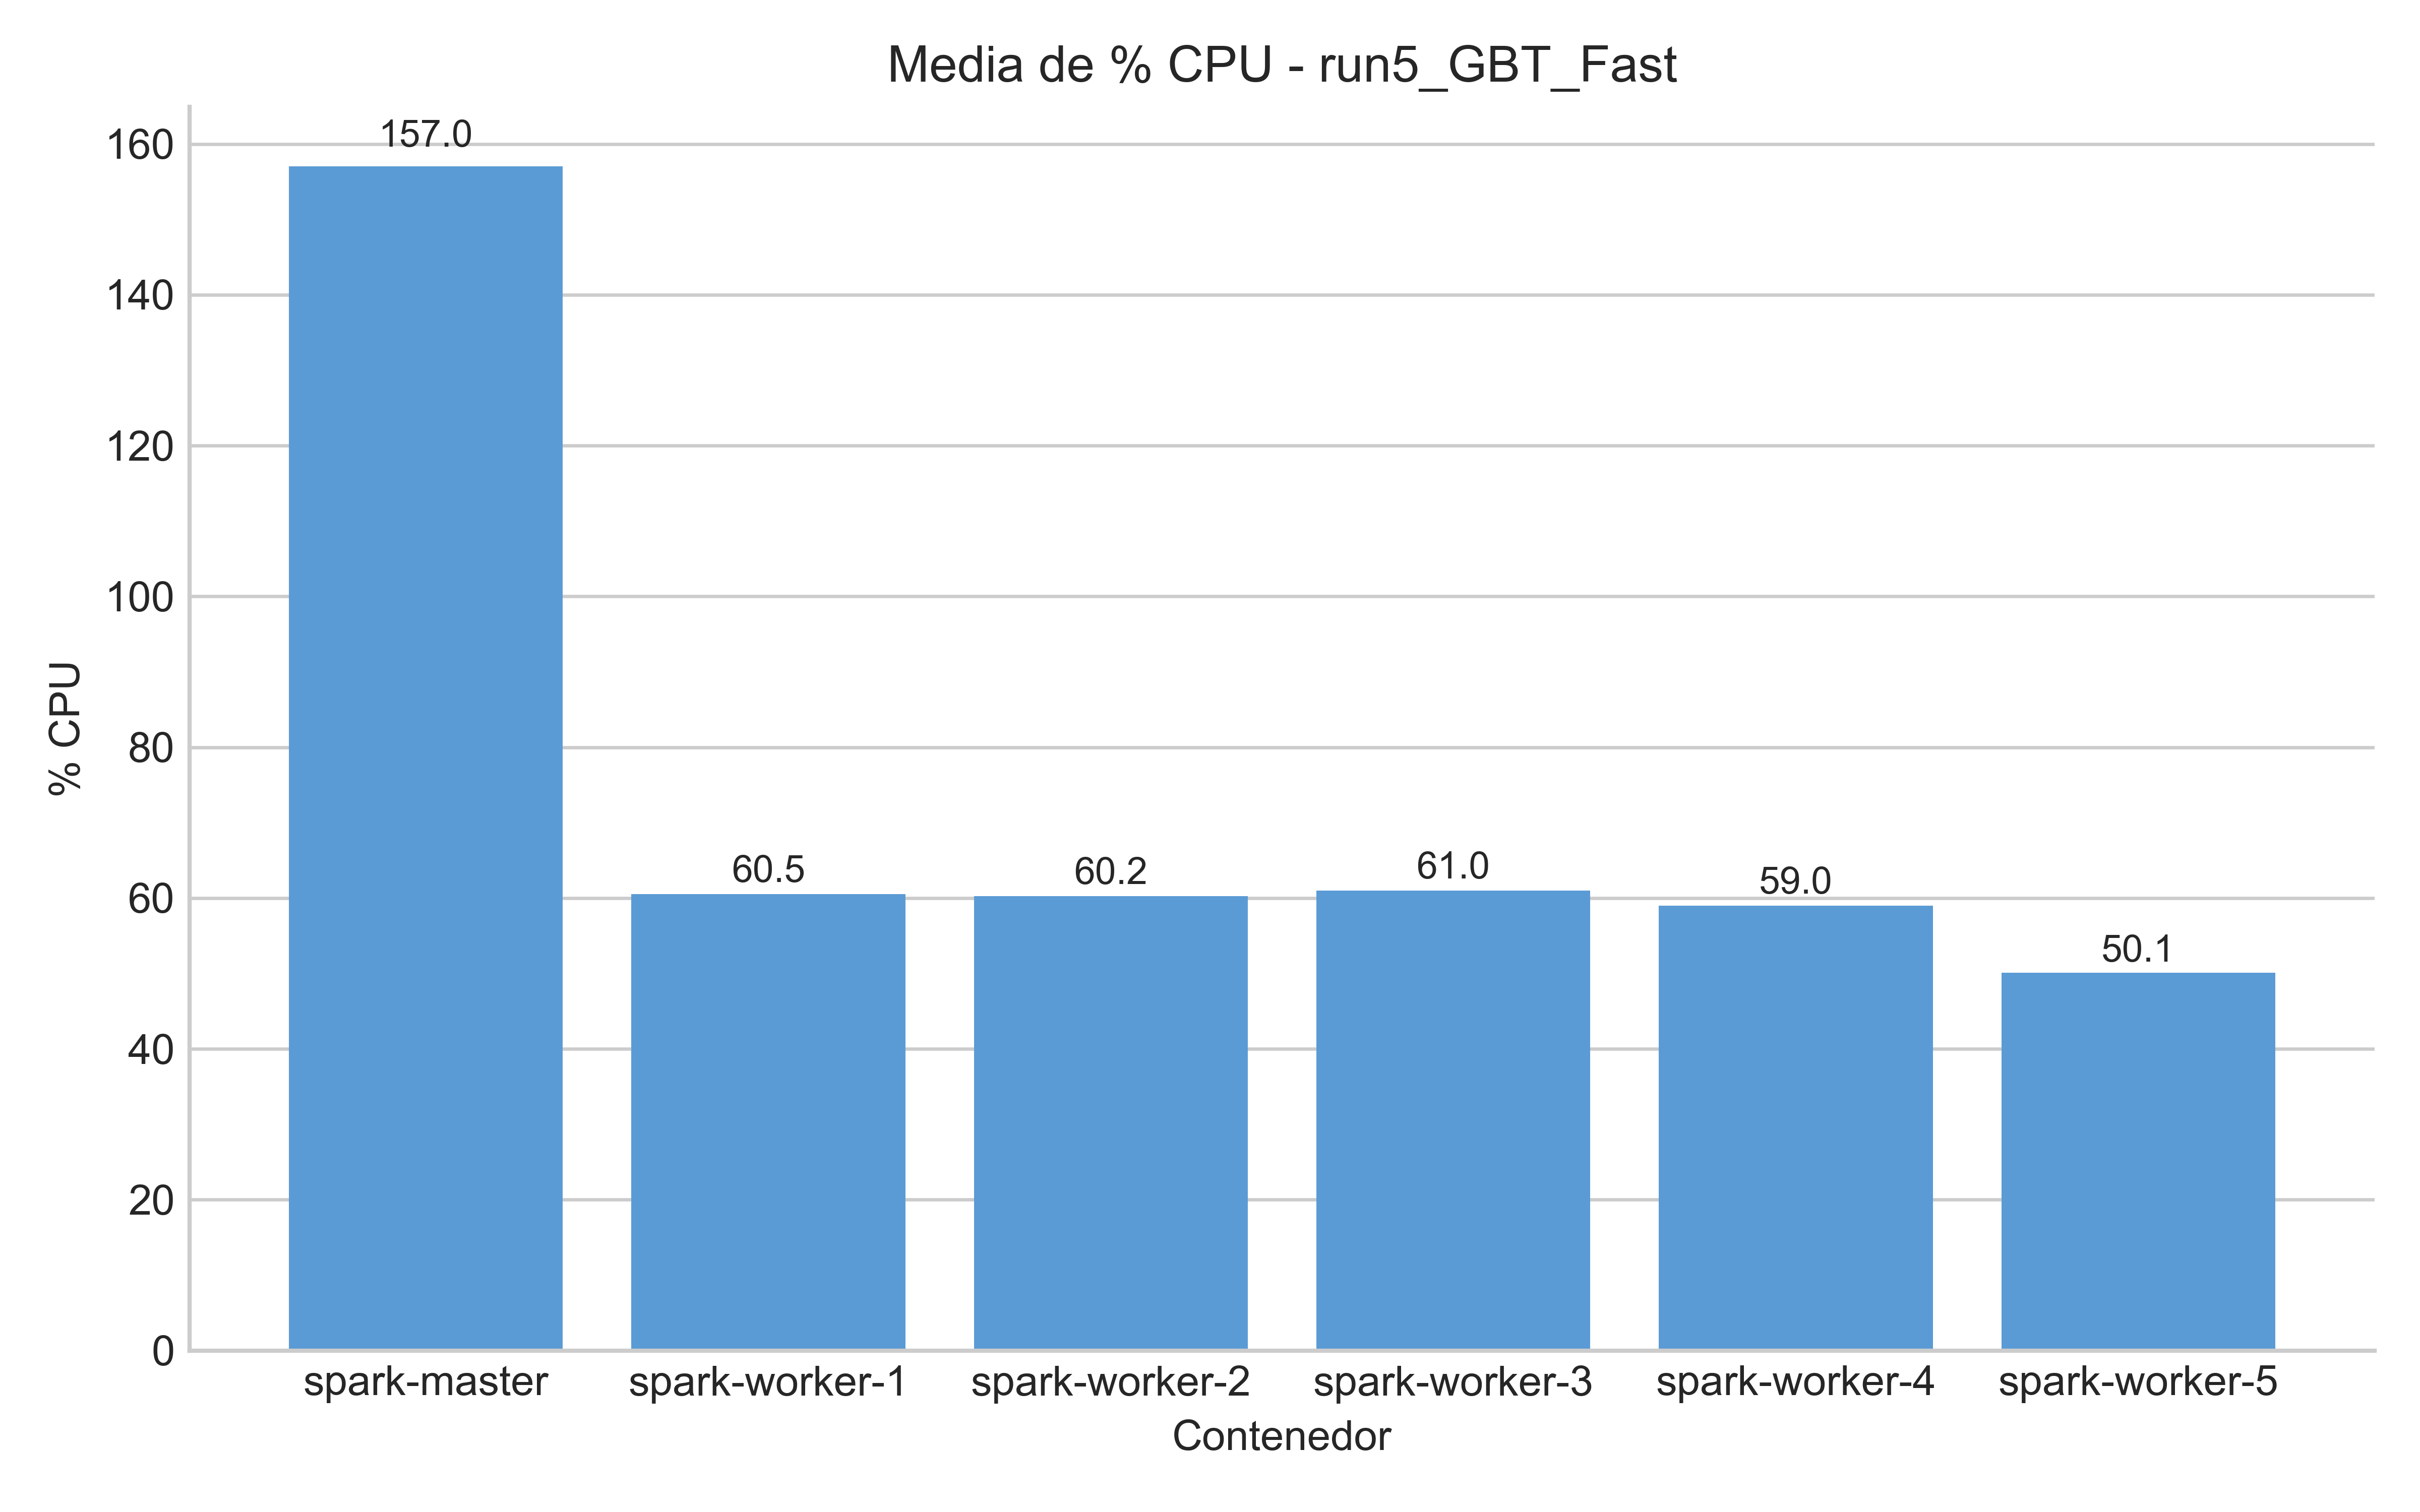 Media de % CPU - run5_GBT_Fast
% CPU
160
140
120
100
80
60
40
20
0
157.0
60.5
60.2
61.0
59.0
50.1
spark-master
spark-worker-1
spark-worker-2
spark-worker-3
spark-worker-4
spark-worker-5
Contenedor